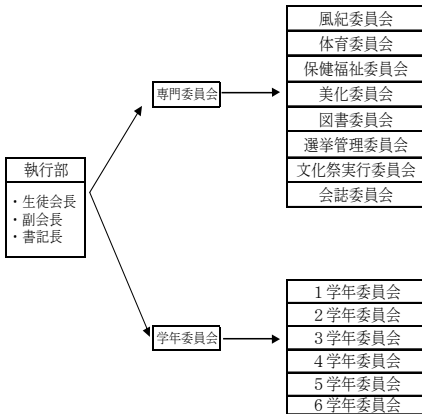 執行部
・生徒会長
・副会長
・書記長
専門委員会
風紀委員会
体育委員会
保健福祉委員会
美化委員会
図書委員会
選挙管理委員会
文化祭実行委員会
会誌委員会
学年委員会
1学年委員会
2学年委員会
3学年委員会
4学年委員会
5学年委員会
6学年委員会